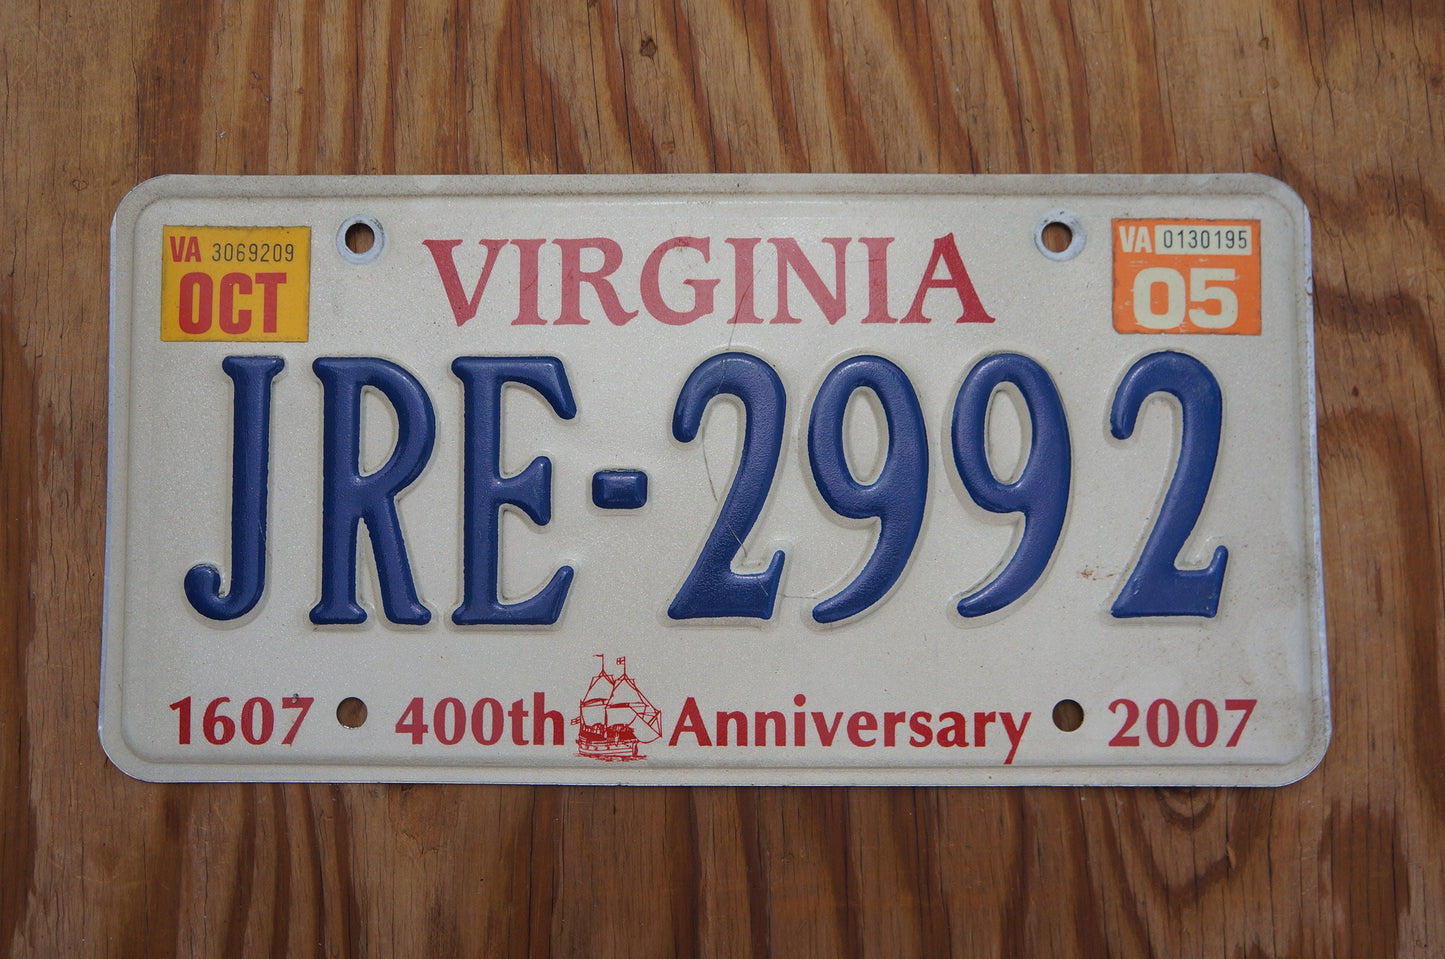 VA 3069209
OCT
VIRGINIA
VA 0130195
05
JRE-2992
1607 400th Anniversary 2007